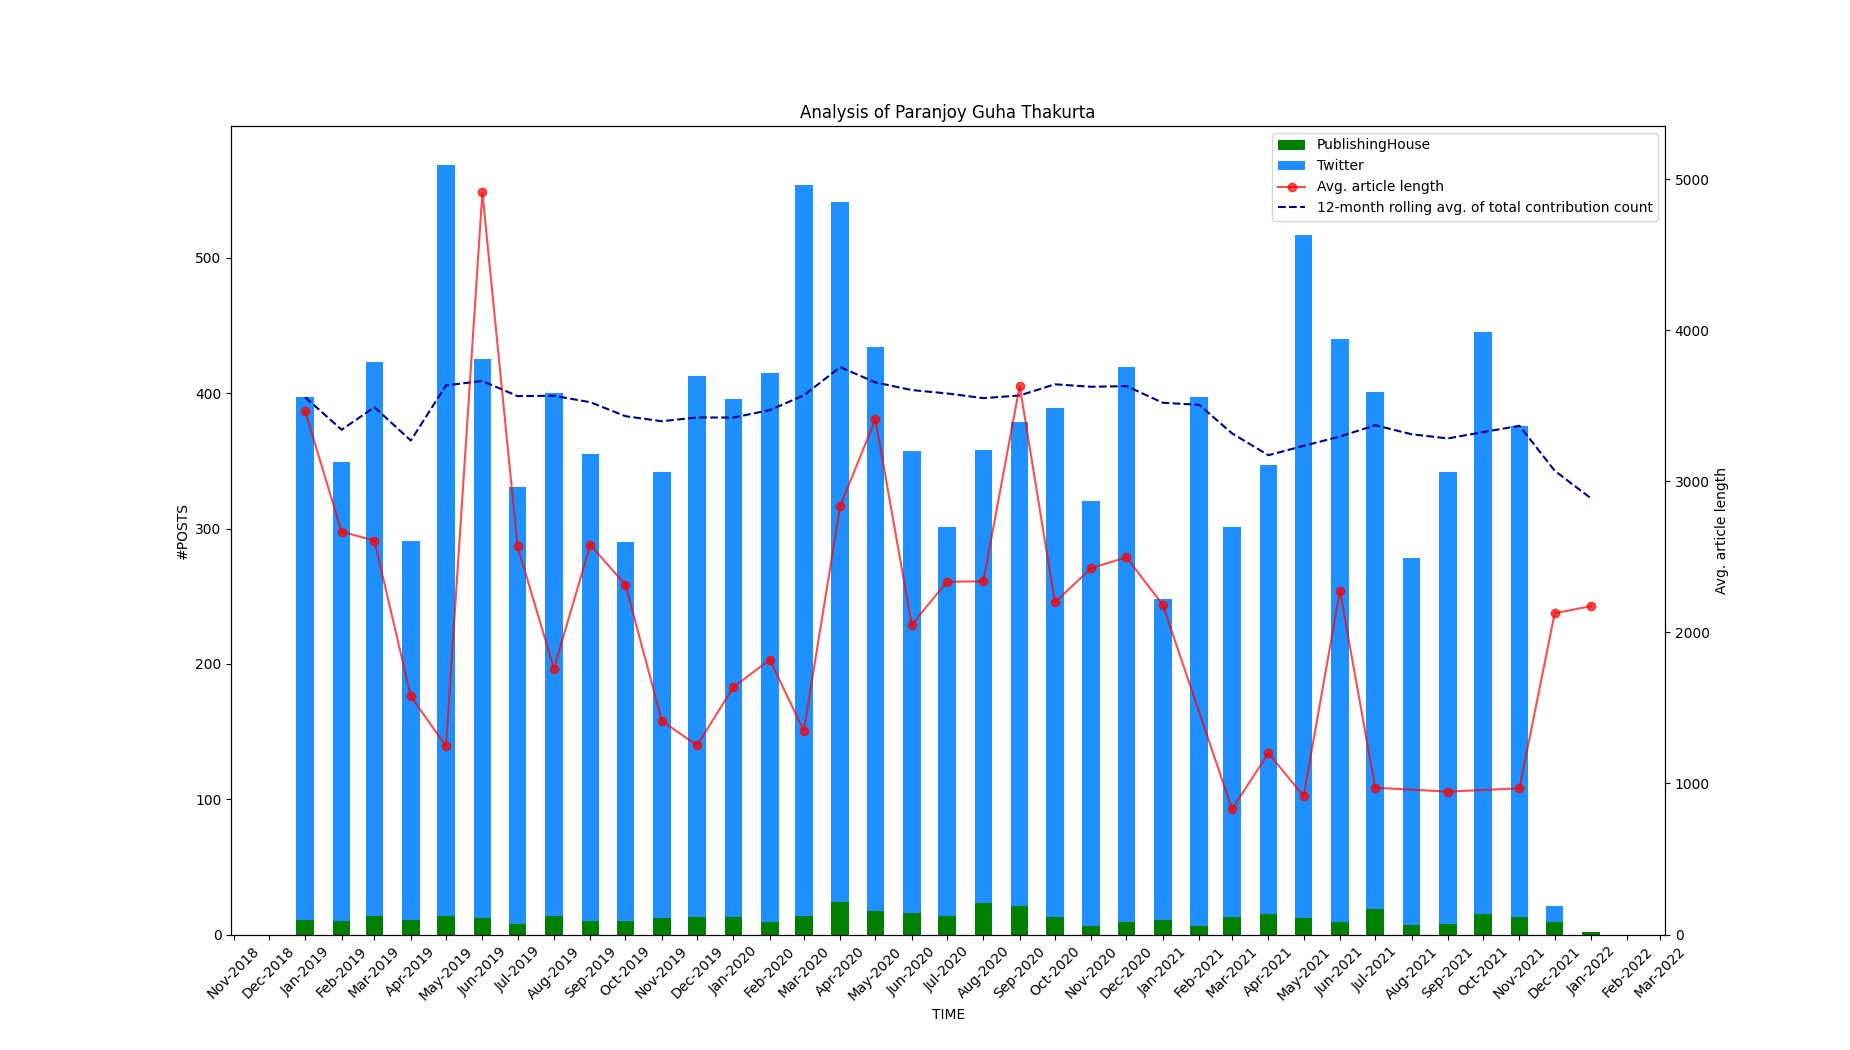 Analysis of Paranjoy Guha Thakurta
PublishingHouse
Twitter
Avg. article length
12-month rolling avg. of total contribution count
#POSTS
500
400
300
200
100
0
5000
4000
3000
2000
1000
0
Avg. article length
Nov-2018
Dec-2018
Jan-2019
Feb-2019
Mar-2019
Apr-2019
May-2019
Jun-2019
Jul-2019
Aug-2019
Sep-2019
Oct-2019
Nov-2019
Dec-2019
Jan-2020
Feb-2020
Mar-2020
Apr-2020
May-2020
Jun-2020
Jul-2020
Aug-2020
Sep-2020
Oct-2020
Nov-2020
Dec-2020
Jan-2021
Feb-2021
Mar-2021
Apr-2021
May-2021
Jun-2021
Jul-2021
Aug-2021
Sep-2021
Oct-2021
Nov-2021
Dec-2021
Jan-2022
Feb-2022
Mar-2022
TIME